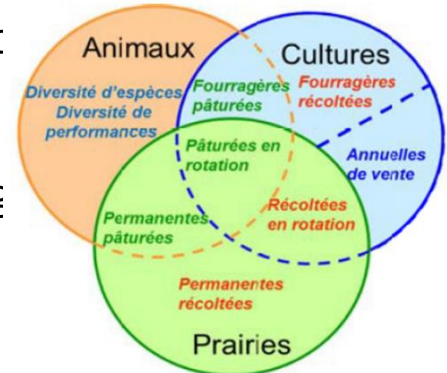 Animaux
Cultures
Diversité d'espèces
Diversité de
performances
Fourragères
pâturées
Fourragères
récoltées
Annuelles
de vente
Pâturées en
rotation
Permanentes
pâturées
Récoltées
en rotation
Permanentes
récoltées
Prairies